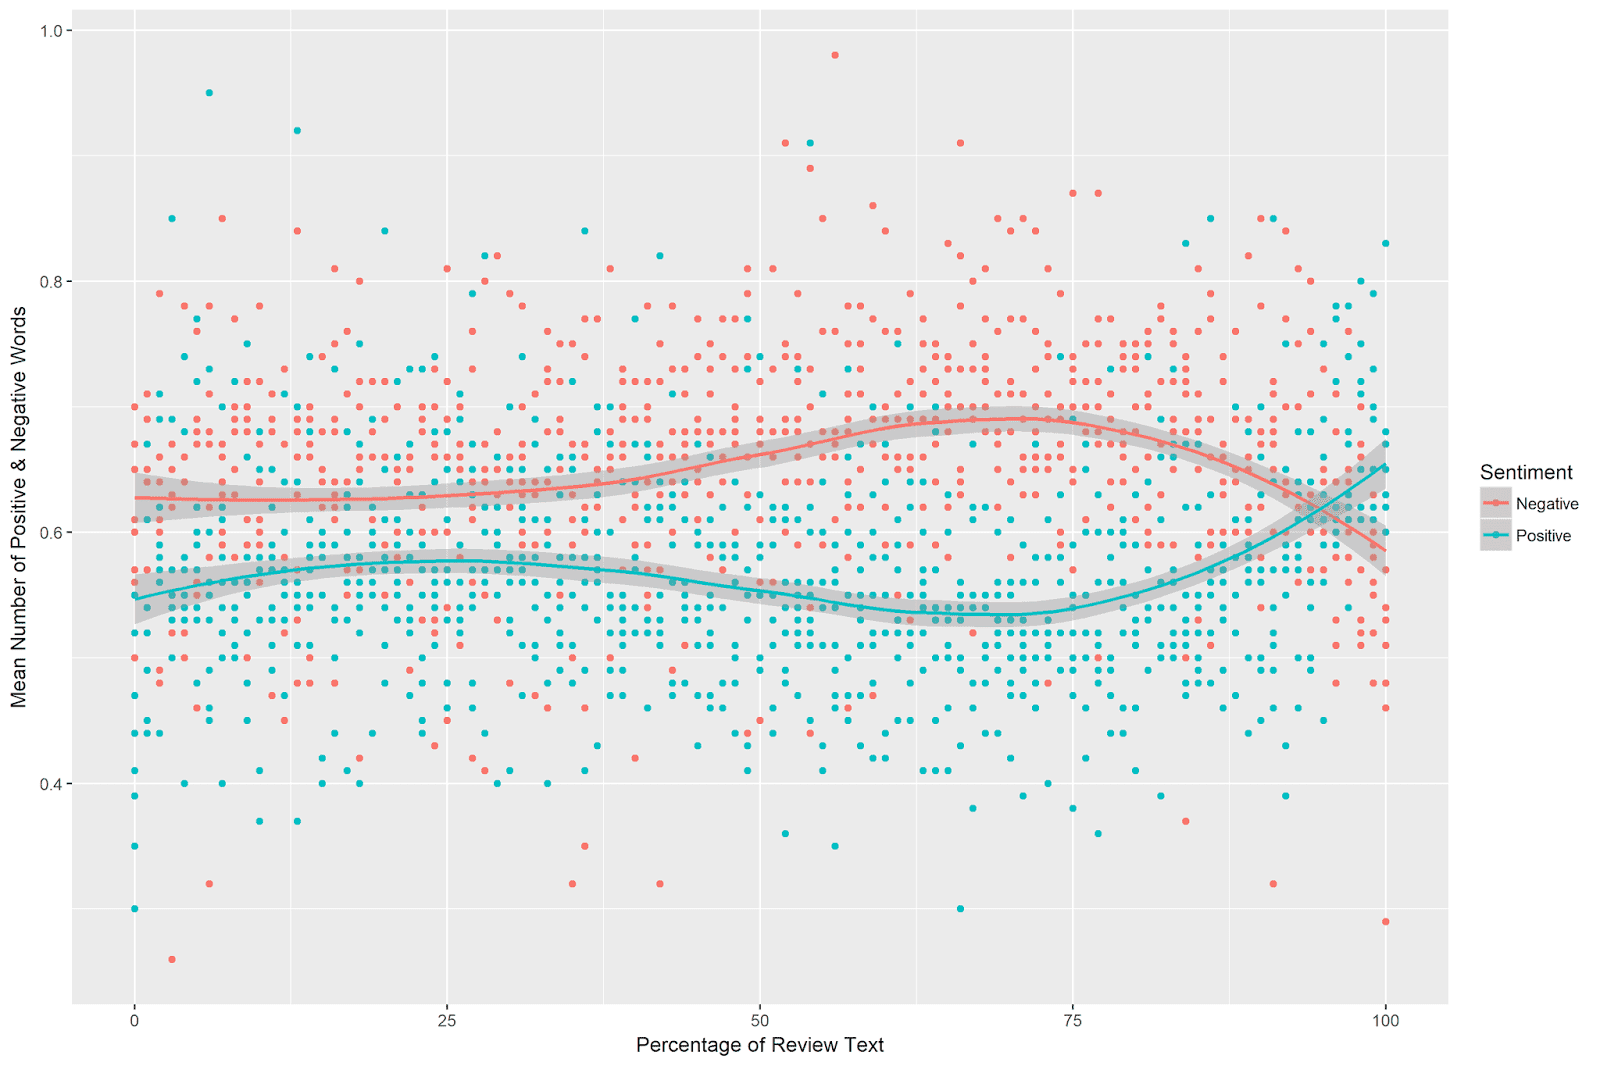 1.0
0.8
0.6
0.4
Mean Number of Positive & Negative Words
0 25 50 75 100
Percentage of Review Text
Sentiment
Negative
Positive